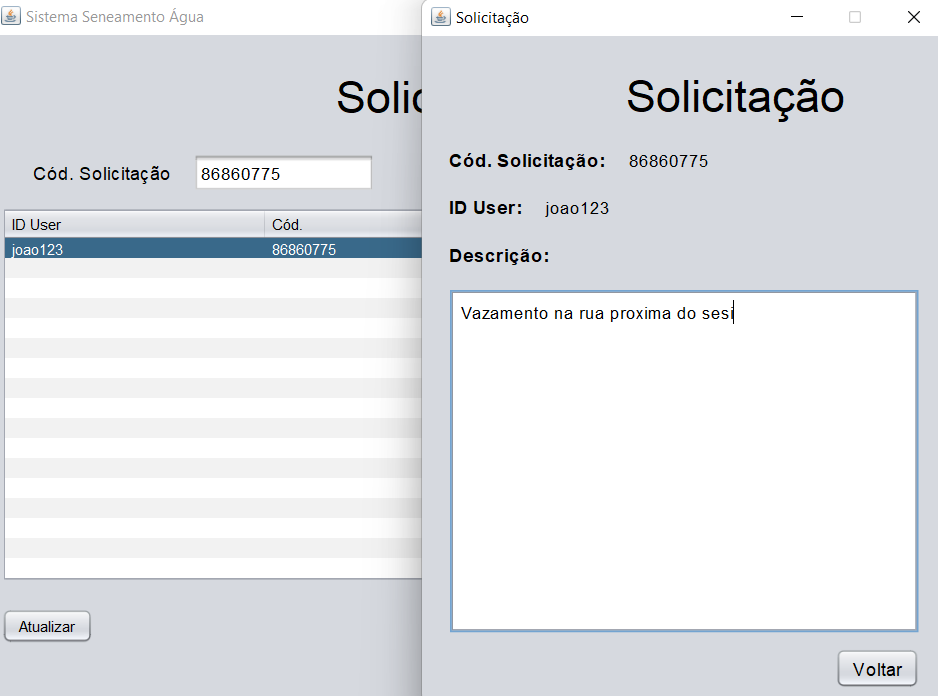 Sistema Seneamento Água
Solic
Cód. Solicitação 86860775
ID User Cód.
joao123 86860775
Atualizar
Solicitação
Solicitação
Cód. Solicitação: 86860775
ID User: joao123
Descrição:
Vazamento na rua proxima do sesi
Voltar